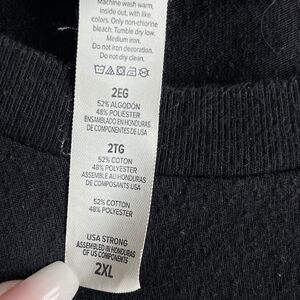 Machine wash warm,
inside out, with like
colors. Only non-chlorine
bleach. Tumble dry low.
Medium iron.
Do not iron decoration.
Do not dry clean.
2EG
52% ALGODÓN
48% POLIÉSTER
ENSAMBLADO EN HONDURAS
DE COMPONENTES DE USA
2TG
52% COTON
48% POLYESTER
ASSEMBLÉ AU HONDURAS
DE COMPOSANTS USA
52% COTTON
48% POLYESTER
USA STRONG
ASSEMBLED IN HONDURAS
OF US COMPONENTS
2XL